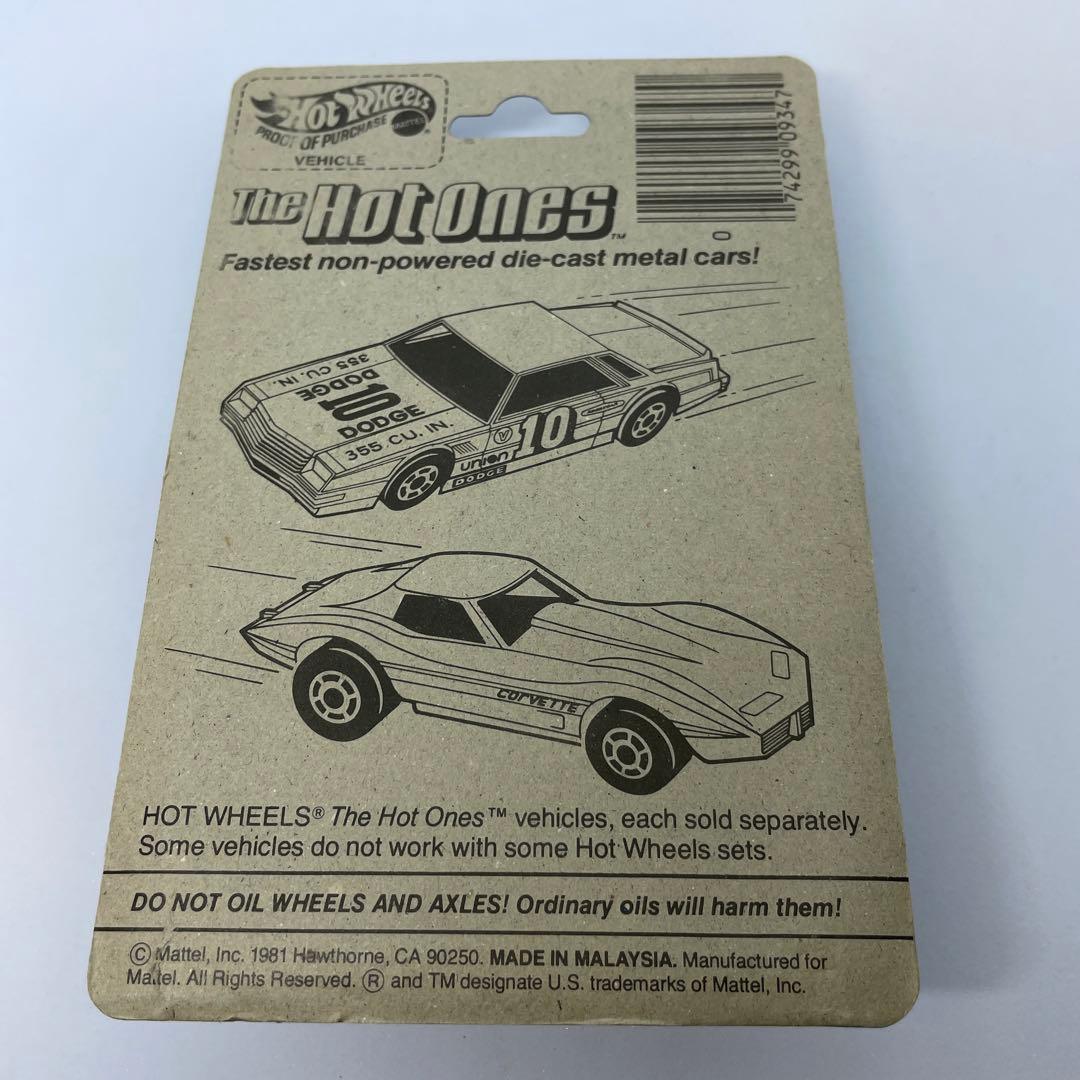 HOT WHEELS
MATTEL
PROOF OF PURCHASE
VEHICLE
74299 09347
0
The Hot Ones™
Fastest non-powered die-cast metal cars!
355 CU. IN.
DODGE
10
DODGE
355 CU. IN.
V
10
union
DODGE
CORVETTE
HOT WHEELS® The Hot Ones™ vehicles, each sold separately.
Some vehicles do not work with some Hot Wheels sets.
DO NOT OIL WHEELS AND AXLES! Ordinary oils will harm them!
© Mattel, Inc. 1981 Hawthorne, CA 90250. MADE IN MALAYSIA. Manufactured for
Mattel. All Rights Reserved. ® and TM designate U.S. trademarks of Mattel, Inc.